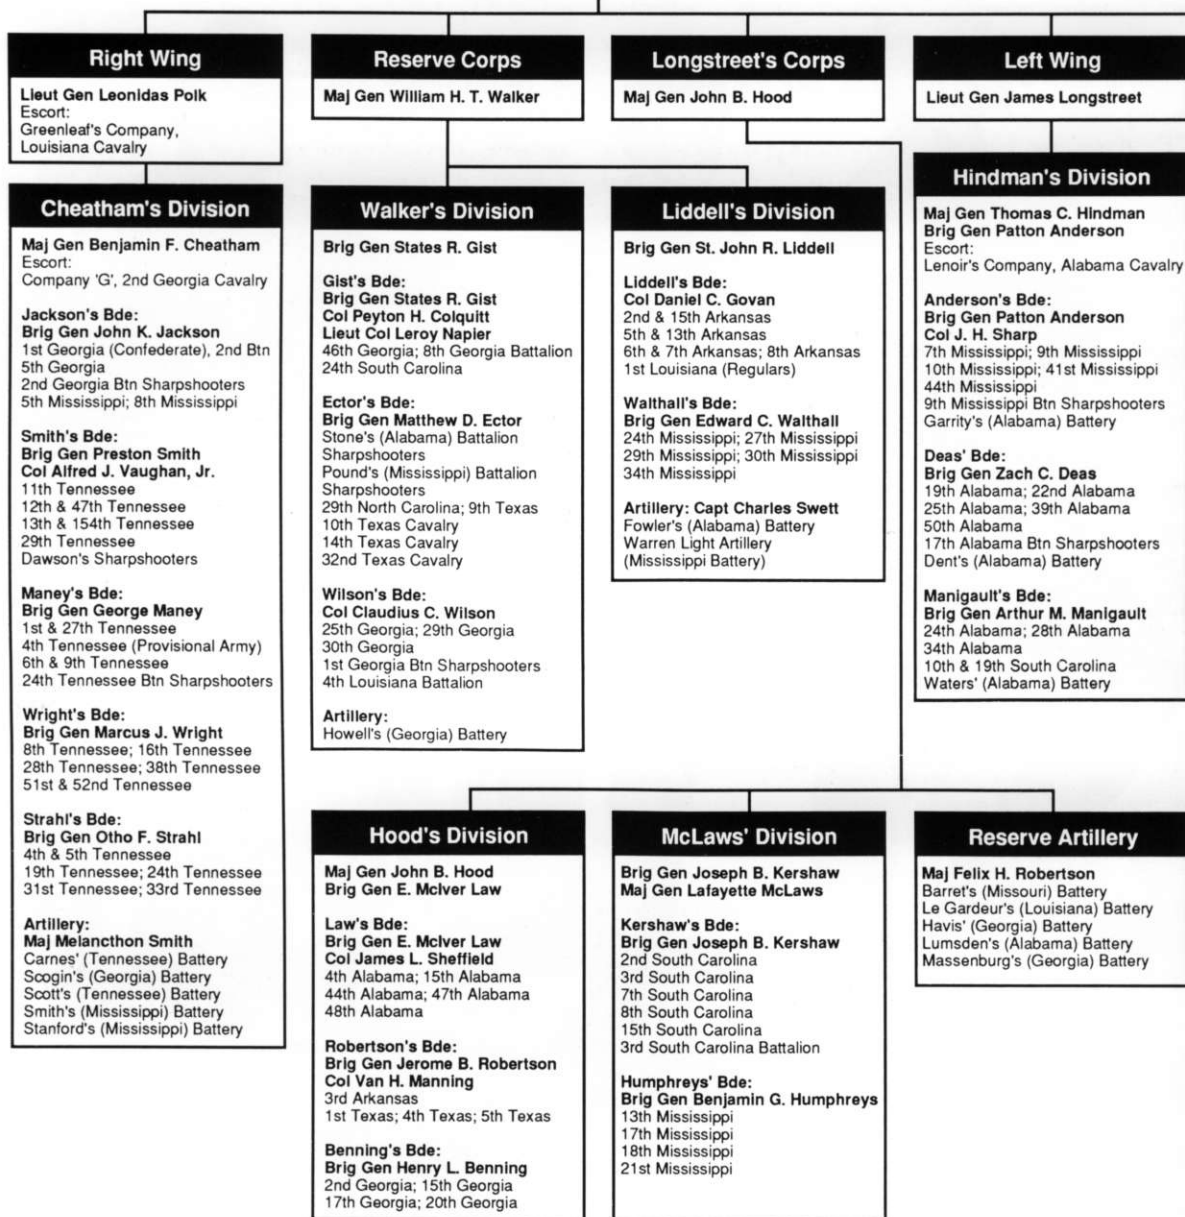 Right Wing
Lieut Gen Leonidas Polk
Escort:
Greenleaf's Company,
Louisiana Cavalry
Reserve Corps
Maj Gen William H. T. Walker
Longstreet's Corps
Maj Gen John B. Hood
Left Wing
Lieut Gen James Longstreet
Cheatham's Division
Maj Gen Benjamin F. Cheatham
Escort:
Company 'G', 2nd Georgia Cavalry
Jackson's Bde:
Brig Gen John K. Jackson
1st Georgia (Confederate), 2nd Btn
5th Georgia
2nd Georgia Btn Sharpshooters
5th Mississippi; 8th Mississippi
Smith's Bde:
Brig Gen Preston Smith
Col Alfred J. Vaughan, Jr.
11th Tennessee
12th & 47th Tennessee
13th & 154th Tennessee
29th Tennessee
Dawson's Sharpshooters
Maney's Bde:
Brig Gen George Maney
1st & 27th Tennessee
4th Tennessee (Provisional Army)
6th & 9th Tennessee
24th Tennessee Btn Sharpshooters
Wright's Bde:
Brig Gen Marcus J. Wright
8th Tennessee; 16th Tennessee
28th Tennessee; 38th Tennessee
51st & 52nd Tennessee
Strahl's Bde:
Brig Gen Otho F. Strahl
4th & 5th Tennessee
19th Tennessee; 24th Tennessee
31st Tennessee; 33rd Tennessee
Artillery:
Maj Melancthon Smith
Carnes' (Tennessee) Battery
Scogin's (Georgia) Battery
Scott's (Tennessee) Battery
Smith's (Mississippi) Battery
Stanford's (Mississippi) Battery
Walker's Division
Brig Gen States R. Gist
Gist's Bde:
Brig Gen States R. Gist
Col Peyton H. Colquitt
Lieut Col Leroy Napier
46th Georgia; 8th Georgia Battalion
24th South Carolina
Ector's Bde:
Brig Gen Matthew D. Ector
Stone's (Alabama) Battalion
Sharpshooters
Pound's (Mississippi) Battalion
Sharpshooters
29th North Carolina; 9th Texas
10th Texas Cavalry
14th Texas Cavalry
32nd Texas Cavalry
Wilson's Bde:
Col Claudius C. Wilson
25th Georgia; 29th Georgia
30th Georgia
1st Georgia Btn Sharpshooters
4th Louisiana Battalion
Artillery:
Howell's (Georgia) Battery
Liddell's Division
Brig Gen St. John R. Liddell
Liddell's Bde:
Col Daniel C. Govan
2nd & 15th Arkansas
5th & 13th Arkansas
6th & 7th Arkansas; 8th Arkansas
1st Louisiana (Regulars)
Walthall's Bde:
Brig Gen Edward C. Walthall
24th Mississippi; 27th Mississippi
29th Mississippi; 30th Mississippi
34th Mississippi
Artillery: Capt Charles Swett
Fowler's (Alabama) Battery
Warren Light Artillery
(Mississippi Battery)
Hindman's Division
Maj Gen Thomas C. Hindman
Brig Gen Patton Anderson
Escort:
Lenoir's Company, Alabama Cavalry
Anderson's Bde:
Brig Gen Patton Anderson
Col J. H. Sharp
7th Mississippi; 9th Mississippi
10th Mississippi; 41st Mississippi
44th Mississippi
9th Mississippi Btn Sharpshooters
Garrity's (Alabama) Battery
Deas' Bde:
Brig Gen Zach C. Deas
19th Alabama; 22nd Alabama
25th Alabama; 39th Alabama
50th Alabama
17th Alabama Btn Sharpshooters
Dent's (Alabama) Battery
Manigault's Bde:
Brig Gen Arthur M. Manigault
24th Alabama; 28th Alabama
34th Alabama
10th & 19th South Carolina
Waters' (Alabama) Battery
Hood's Division
Maj Gen John B. Hood
Brig Gen E. McIver Law
Law's Bde:
Brig Gen E. McIver Law
Col James L. Sheffield
4th Alabama; 15th Alabama
44th Alabama; 47th Alabama
48th Alabama
Robertson's Bde:
Brig Gen Jerome B. Robertson
Col Van H. Manning
3rd Arkansas
1st Texas; 4th Texas; 5th Texas
Benning's Bde:
Brig Gen Henry L. Benning
2nd Georgia; 15th Georgia
17th Georgia; 20th Georgia
McLaws' Division
Brig Gen Joseph B. Kershaw
Maj Gen Lafayette McLaws
Kershaw's Bde:
Brig Gen Joseph B. Kershaw
2nd South Carolina
3rd South Carolina
7th South Carolina
8th South Carolina
15th South Carolina
3rd South Carolina Battalion
Humphreys' Bde:
Brig Gen Benjamin G. Humphreys
13th Mississippi
17th Mississippi
18th Mississippi
21st Mississippi
Reserve Artillery
Maj Felix H. Robertson
Barret's (Missouri) Battery
Le Gardeur's (Louisiana) Battery
Havis' (Georgia) Battery
Lumsden's (Alabama) Battery
Massenburg's (Georgia) Battery